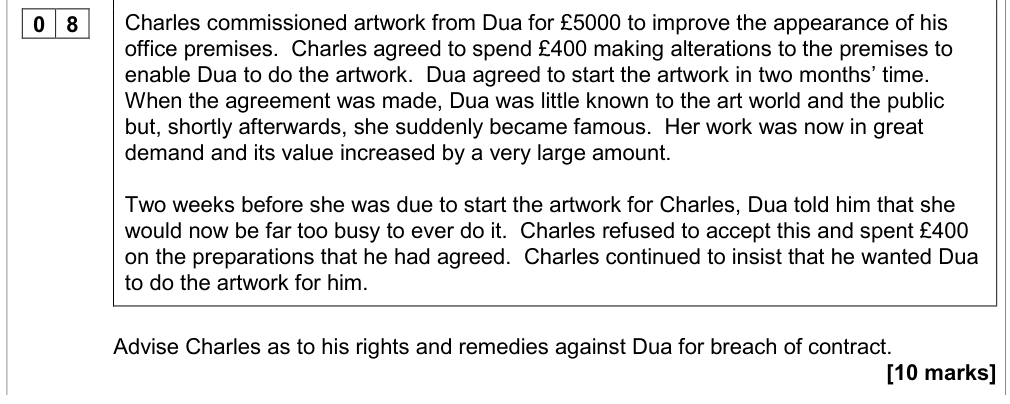 0 8
Charles commissioned artwork from Dua for £5000 to improve the appearance of his
office premises. Charles agreed to spend £400 making alterations to the premises to
enable Dua to do the artwork. Dua agreed to start the artwork in two months’ time.
When the agreement was made, Dua was little known to the art world and the public
but, shortly afterwards, she suddenly became famous. Her work was now in great
demand and its value increased by a very large amount.
Two weeks before she was due to start the artwork for Charles, Dua told him that she
would now be far too busy to ever do it. Charles refused to accept this and spent £400
on the preparations that he had agreed. Charles continued to insist that he wanted Dua
to do the artwork for him.
Advise Charles as to his rights and remedies against Dua for breach of contract.
[10 marks]